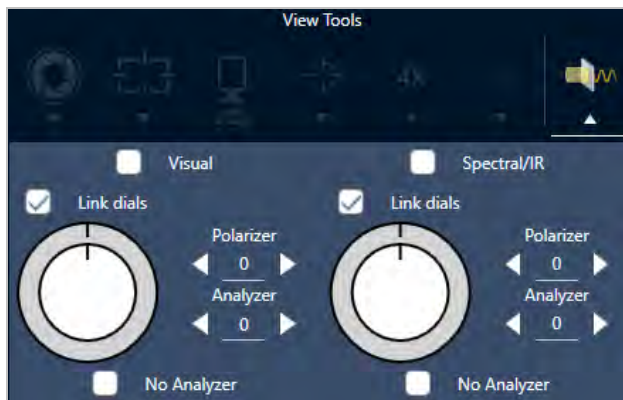 View Tools
4X
Visual
Spectral/IR
Link dials
Link dials
Polarizer
0
Analyzer
0
Polarizer
0
Analyzer
0
No Analyzer
No Analyzer